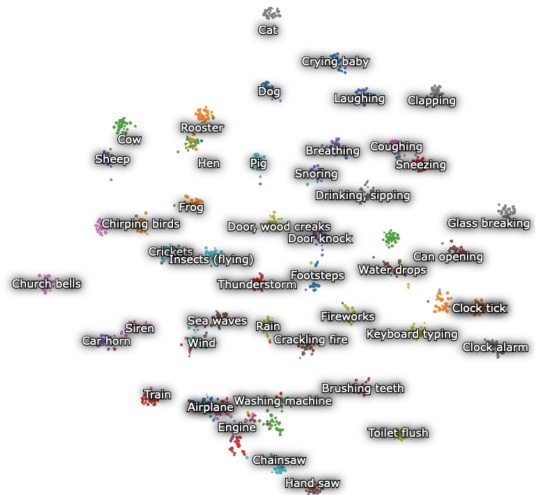 Cat
Crying baby
Dog
Laughing
Clapping
Rooster
Cow
Hen
Sheep
Pig
Breathing
Coughing
Sneezing
Snoring
Drinking, sipping
Frog
Chirping birds
Door, wood creaks
Door knock
Glass breaking
Crickets
Insects (flying)
Can opening
Water drops
Footsteps
Church bells
Thunderstorm
Clock tick
Sea waves
Fireworks
Siren
Rain
Keyboard typing
Car horn
Wind
Crackling fire
Clock alarm
Brushing teeth
Train
Washing machine
Airplane
Engine
Toilet flush
Chainsaw
Hand saw